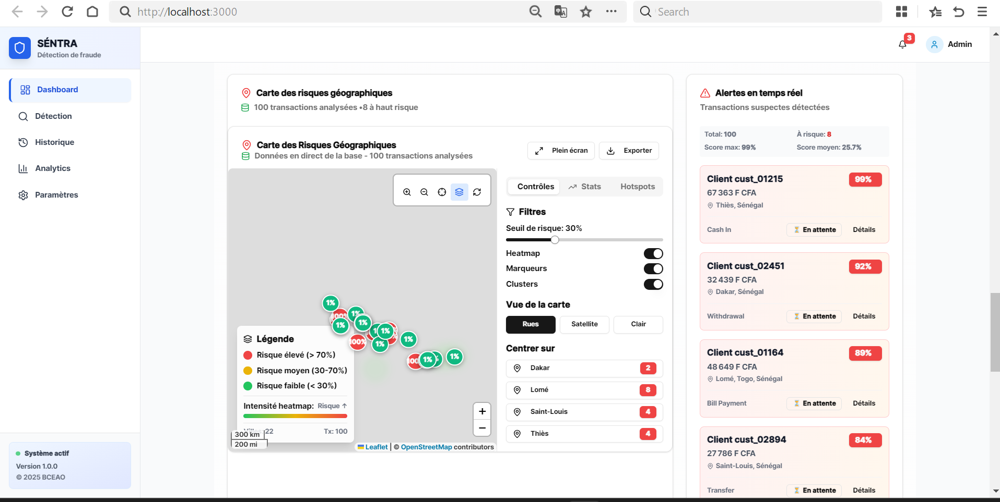 http://localhost:3000
Search
SÉNTRA
Détection de fraude
3
Admin
Dashboard
Détection
Historique
Analytics
Paramètres
Système actif
Version 1.0.0
© 2025 BCEAO
Carte des risques géographiques
100 transactions analysées •8 à haut risque
Carte des Risques Géographiques
Données en direct de la base - 100 transactions analysées
Plein écran
Exporter
1%
100%
1%
1%
1%
1%
1%
100%
1%
1%
100
1%
1%
Légende
Risque élevé (> 70%)
Risque moyen (30-70%)
Risque faible (< 30%)
Intensité heatmap: Risque ↑
Villes: 22
Tx: 100
300 km
200 mi
+
−
Leaflet | © OpenStreetMap contributors
Contrôles
Stats
Hotspots
Filtres
Seuil de risque: 30%
Heatmap
Marqueurs
Clusters
Vue de la carte
Rues
Satellite
Clair
Centrer sur
Dakar 2
Lomé 8
Saint-Louis 4
Thiès 4
Alertes en temps réel
Transactions suspectes détectées
Total: 100
À risque: 8
Score max: 99%
Score moyen: 25.7%
Client cust_01215
99%
67 363 F CFA
Thiès, Sénégal
Cash In
En attente
Détails
Client cust_02451
92%
32 439 F CFA
Dakar, Sénégal
Withdrawal
En attente
Détails
Client cust_01164
89%
48 649 F CFA
Lomé, Togo, Sénégal
Bill Payment
En attente
Détails
Client cust_02894
84%
27 786 F CFA
Saint-Louis, Sénégal
Transfer
En attente
Détails